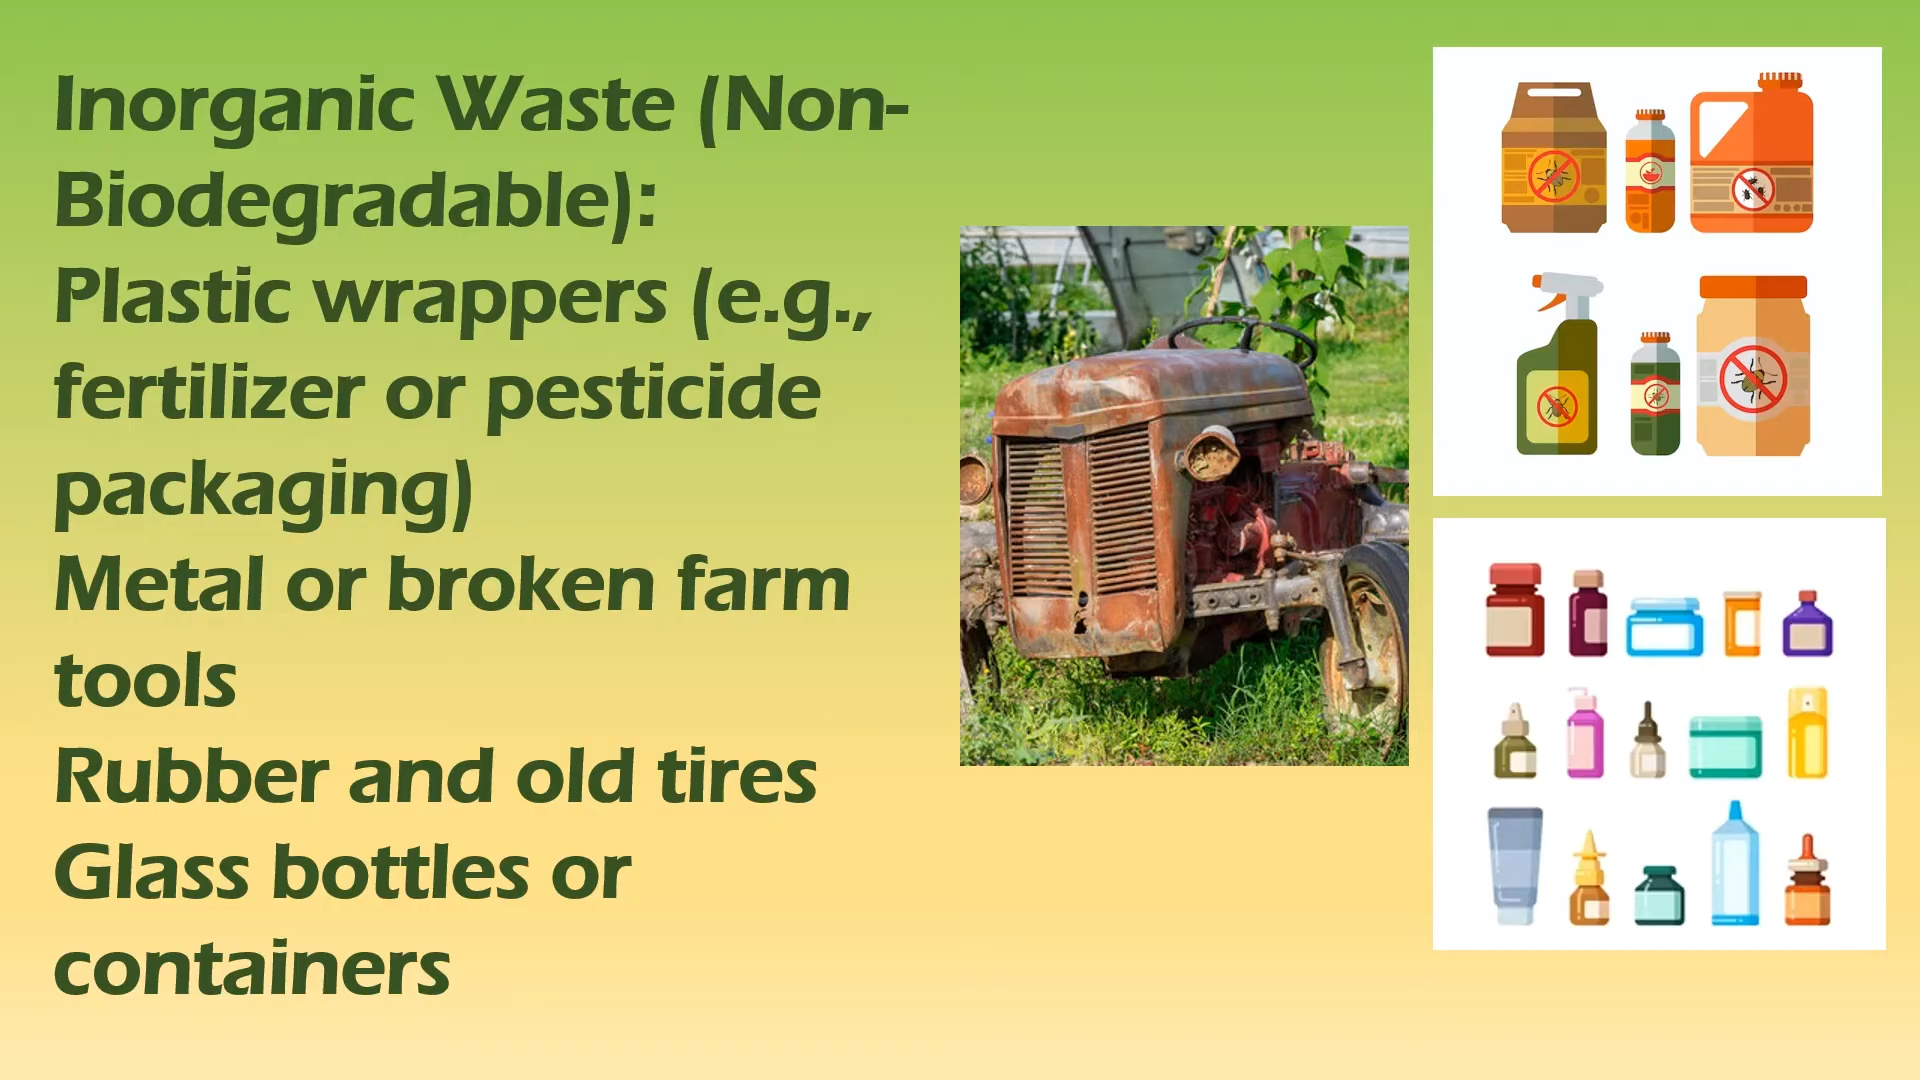 Inorganic Waste (Non-
Biodegradable):
Plastic wrappers (e.g.,
fertilizer or pesticide
packaging)
Metal or broken farm
tools
Rubber and old tires
Glass bottles or
containers